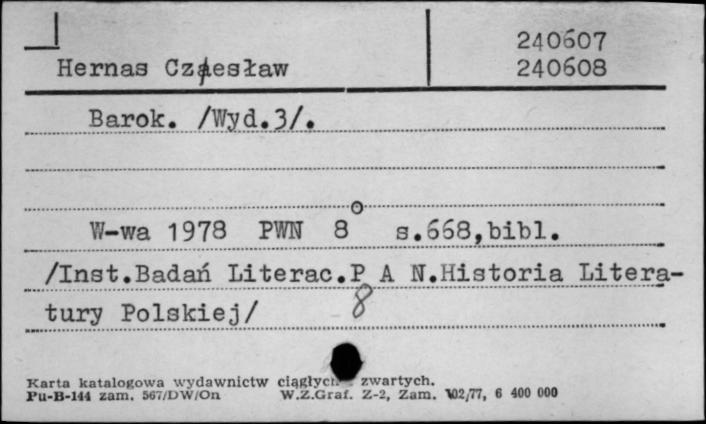 240607
Hernas Czesław 240608
Barok. /Wyd.3/.
W-wa 1978 PWN 8° s.668,bibl.
/Inst.Badań Literac.P A N.Historia Litera-
tury Polskiej/ 8
Karta katalogowa wydawnictw ciągłych zwartych.
Pu-B-144 zam. 567/DW/On W.Z.Graf. Z-2, Zam. 102/77, 6 400 000